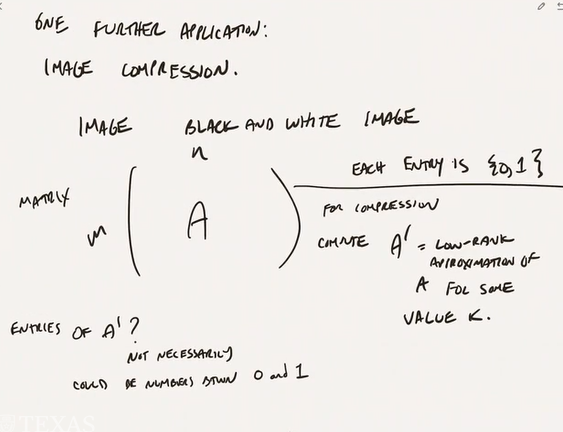 ONE FURTHER APPLICATION:
IMAGE COMPRESSION.
IMAGE BLACK AND WHITE IMAGE
n
EACH ENTRY IS {0,1}
MATRIX
m
A
FOR COMPRESSION
COMPUTE A' = LOW-RANK
APPROXIMATION OF
A FOR SOME
VALUE K.
ENTRIES OF A'?
NOT NECESSARILY
COULD BE NUMBERS BTWN 0 and 1
TEXAS